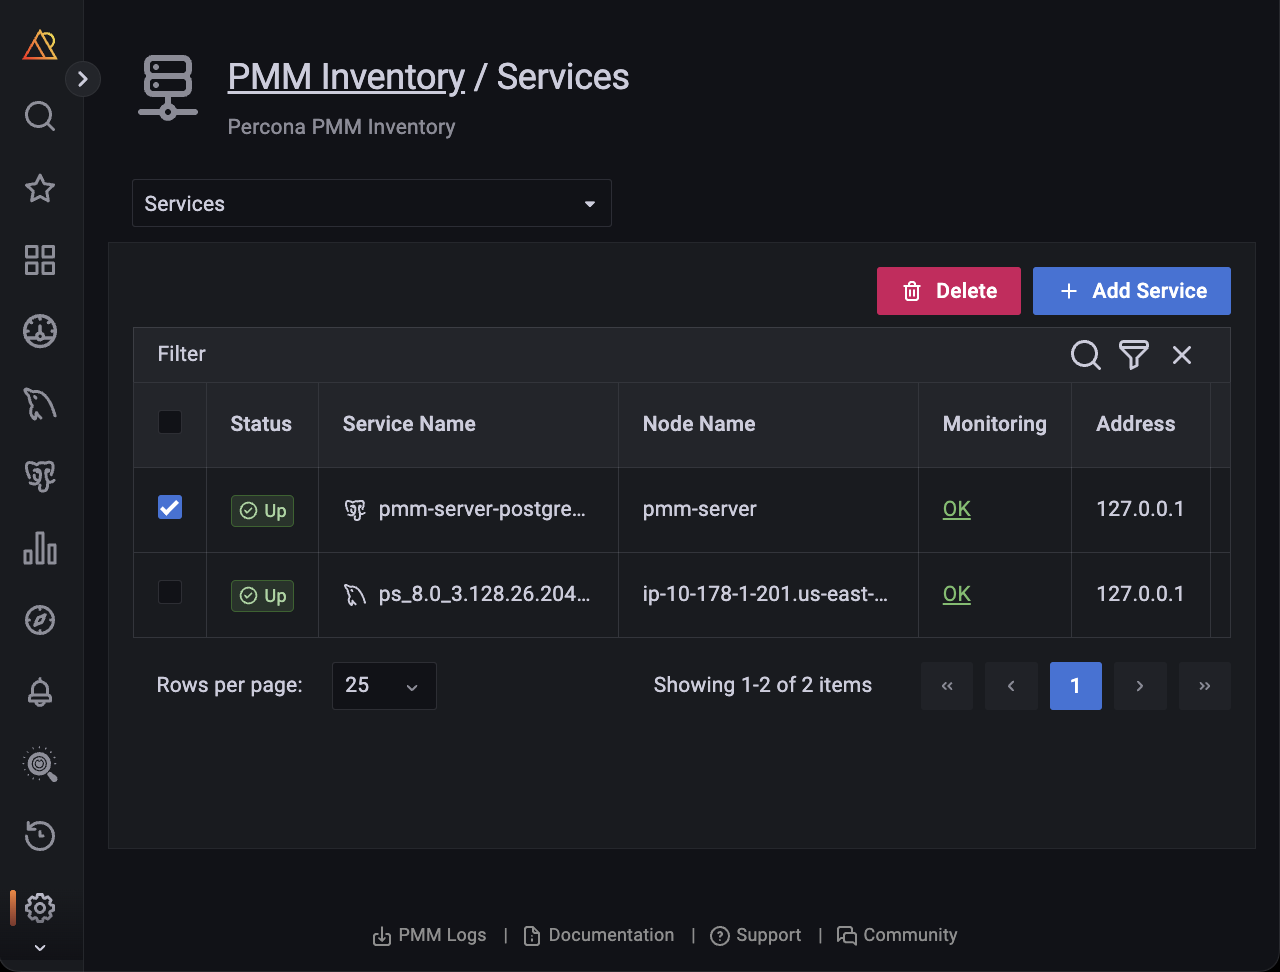 PMM Inventory / Services
Percona PMM Inventory
Services
Delete
Add Service
Filter
Status Service Name Node Name Monitoring Address
Up pmm-server-postgre... pmm-server OK 127.0.0.1
Up ps_8.0_3.128.26.204... ip-10-178-1-201.us-east-... OK 127.0.0.1
Rows per page: 25 Showing 1-2 of 2 items « ‹ 1 › »
PMM Logs | Documentation | Support | Community